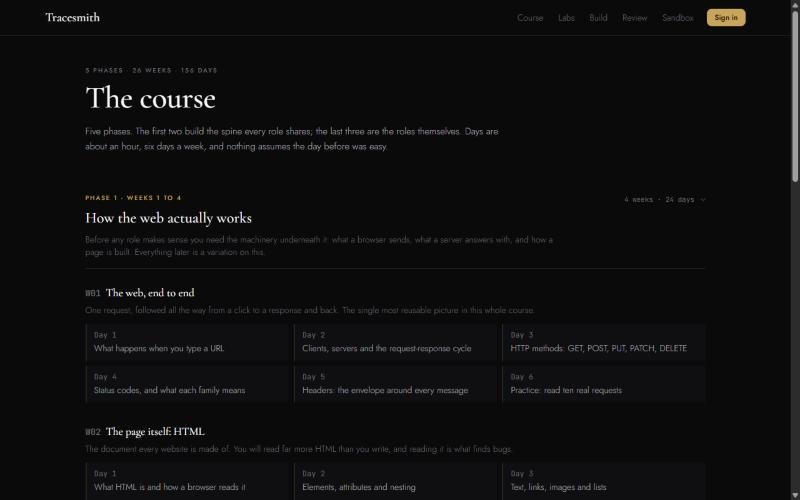 Tracesmith
Course Labs Build Review Sandbox Sign in
5 PHASES · 26 WEEKS · 156 DAYS
The course
Five phases. The first two build the spine every role shares; the last three are the roles themselves. Days are
about an hour, six days a week, and nothing assumes the day before was easy.
PHASE 1 · WEEKS 1 TO 4
4 weeks · 24 days
How the web actually works
Before any role makes sense you need the machinery underneath it: what a browser sends, what a server answers with, and how a
page is built. Everything later is a variation on this.
W01 The web, end to end
One request, followed all the way from a click to a response and back. The single most reusable picture in this whole course.
Day 1
What happens when you type a URL
Day 2
Clients, servers and the request-response cycle
Day 3
HTTP methods: GET, POST, PUT, PATCH, DELETE
Day 4
Status codes, and what each family means
Day 5
Headers: the envelope around every message
Day 6
Practice: read ten real requests
W02 The page itself: HTML
The document every website is made of. You will read far more HTML than you write, and reading it is what finds bugs.
Day 1
What HTML is and how a browser reads it
Day 2
Elements, attributes and nesting
Day 3
Text, links, images and lists